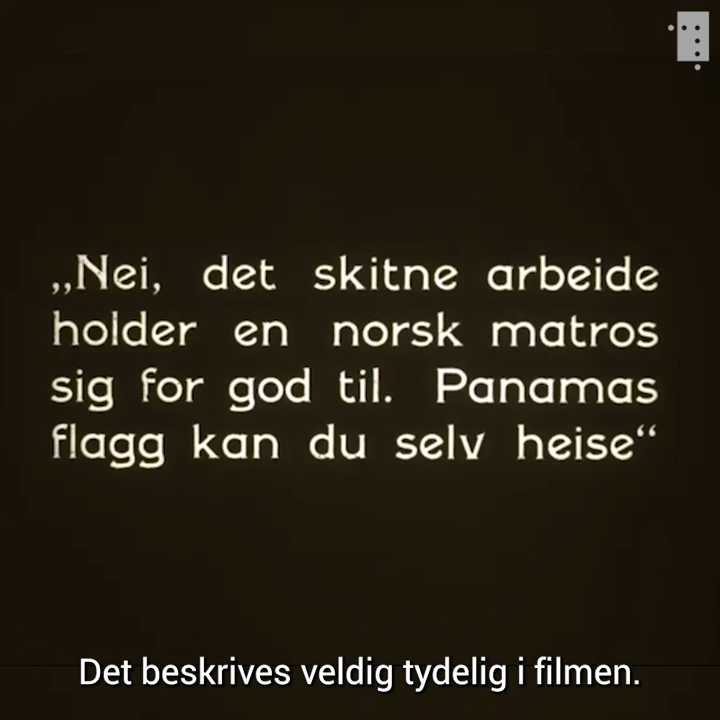 „Nei, det skitne arbeide
holder en norsk matros
sig for god til. Panamas
flagg kan du selv heise“
Det beskrives veldig tydelig i filmen.